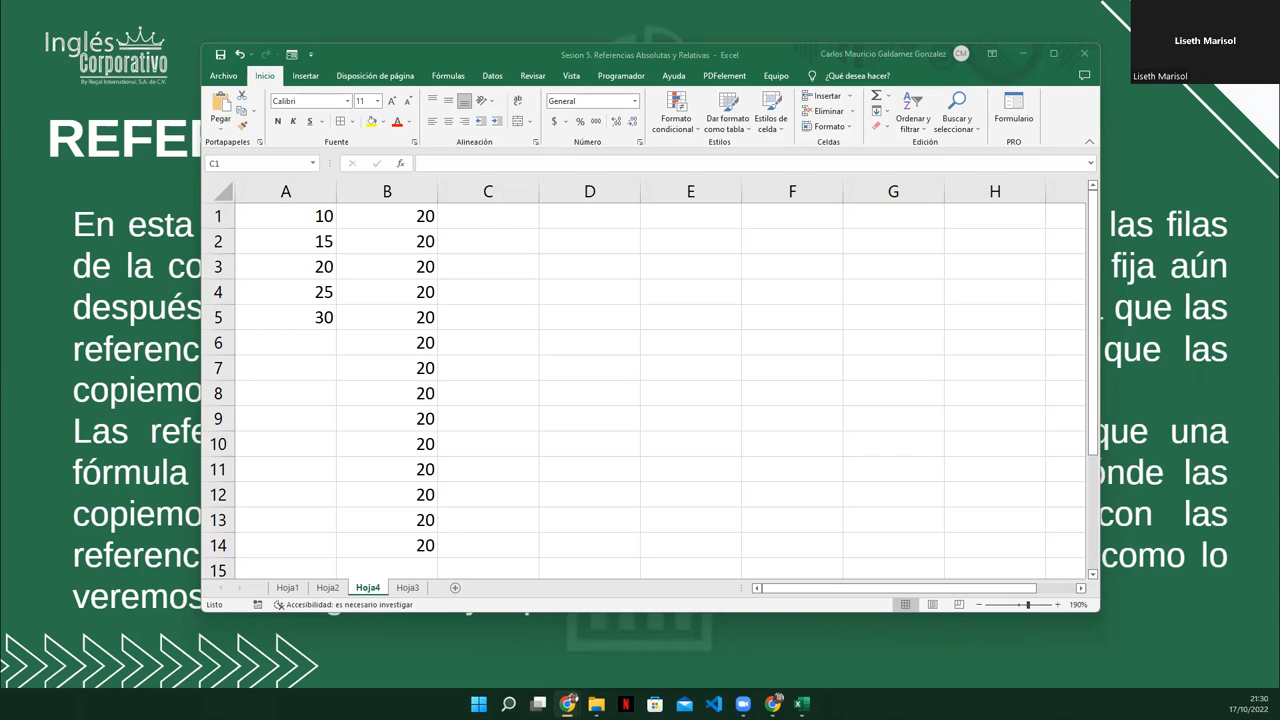 Inglés
Corporativo
By Regal International, S.A. de C.V.
Liseth Marisol
Liseth Marisol
Sesion 5. Referencias Absolutas y Relativas - Excel
Carlos Mauricio Galdamez Gonzalez
CM
Archivo Inicio Insertar Disposición de página Fórmulas Datos Revisar Vista Programador Ayuda PDFelement Equipo ¿Qué desea hacer?
Pegar
Calibri 11
N K S
General
Formato condicional
Dar formato como tabla
Estilos de celda
Insertar
Eliminar
Formato
Ordenar y filtrar
Buscar y seleccionar
Formulario
Portapapeles Fuente Alineación Número Estilos Celdas Edición PRO
C1 fx
A B C D E F G H
1 10 20
2 15 20
3 20 20
4 25 20
5 30 20
6 20
7 20
8 20
9 20
10 20
11 20
12 20
13 20
14 20
15
Hoja1 Hoja2 Hoja4 Hoja3
Listo Accesibilidad: es necesario investigar 190%
REFE
En esta las filas
de la co fija aún
después que las
referenc que las
copiemo
Las refe que una
fórmula onde las
copiemo con las
referenc como lo
veremos
21:30
17/10/2022